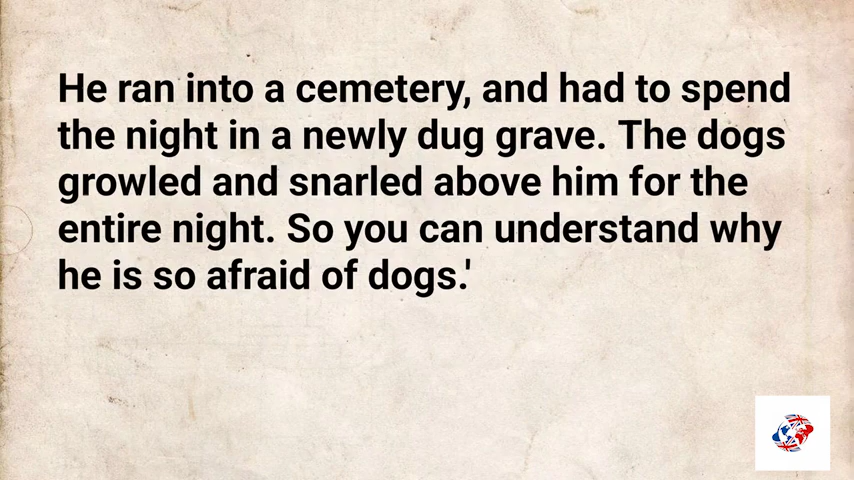 He ran into a cemetery, and had to spend
the night in a newly dug grave. The dogs
growled and snarled above him for the
entire night. So you can understand why
he is so afraid of dogs.'